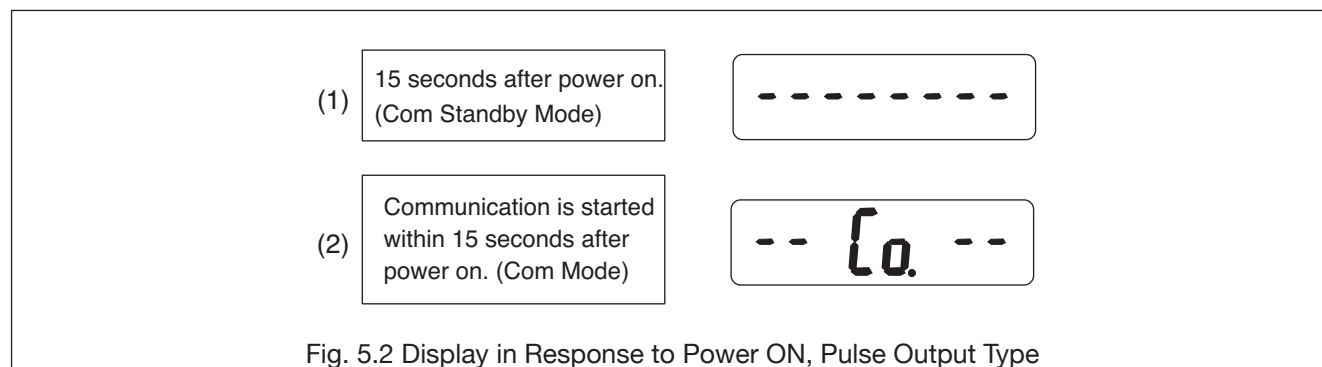 (1)
15 seconds after power on.
(Com Standby Mode)
--------
(2)
Communication is started
within 15 seconds after
power on. (Com Mode)
-- Co. --
Fig. 5.2 Display in Response to Power ON, Pulse Output Type